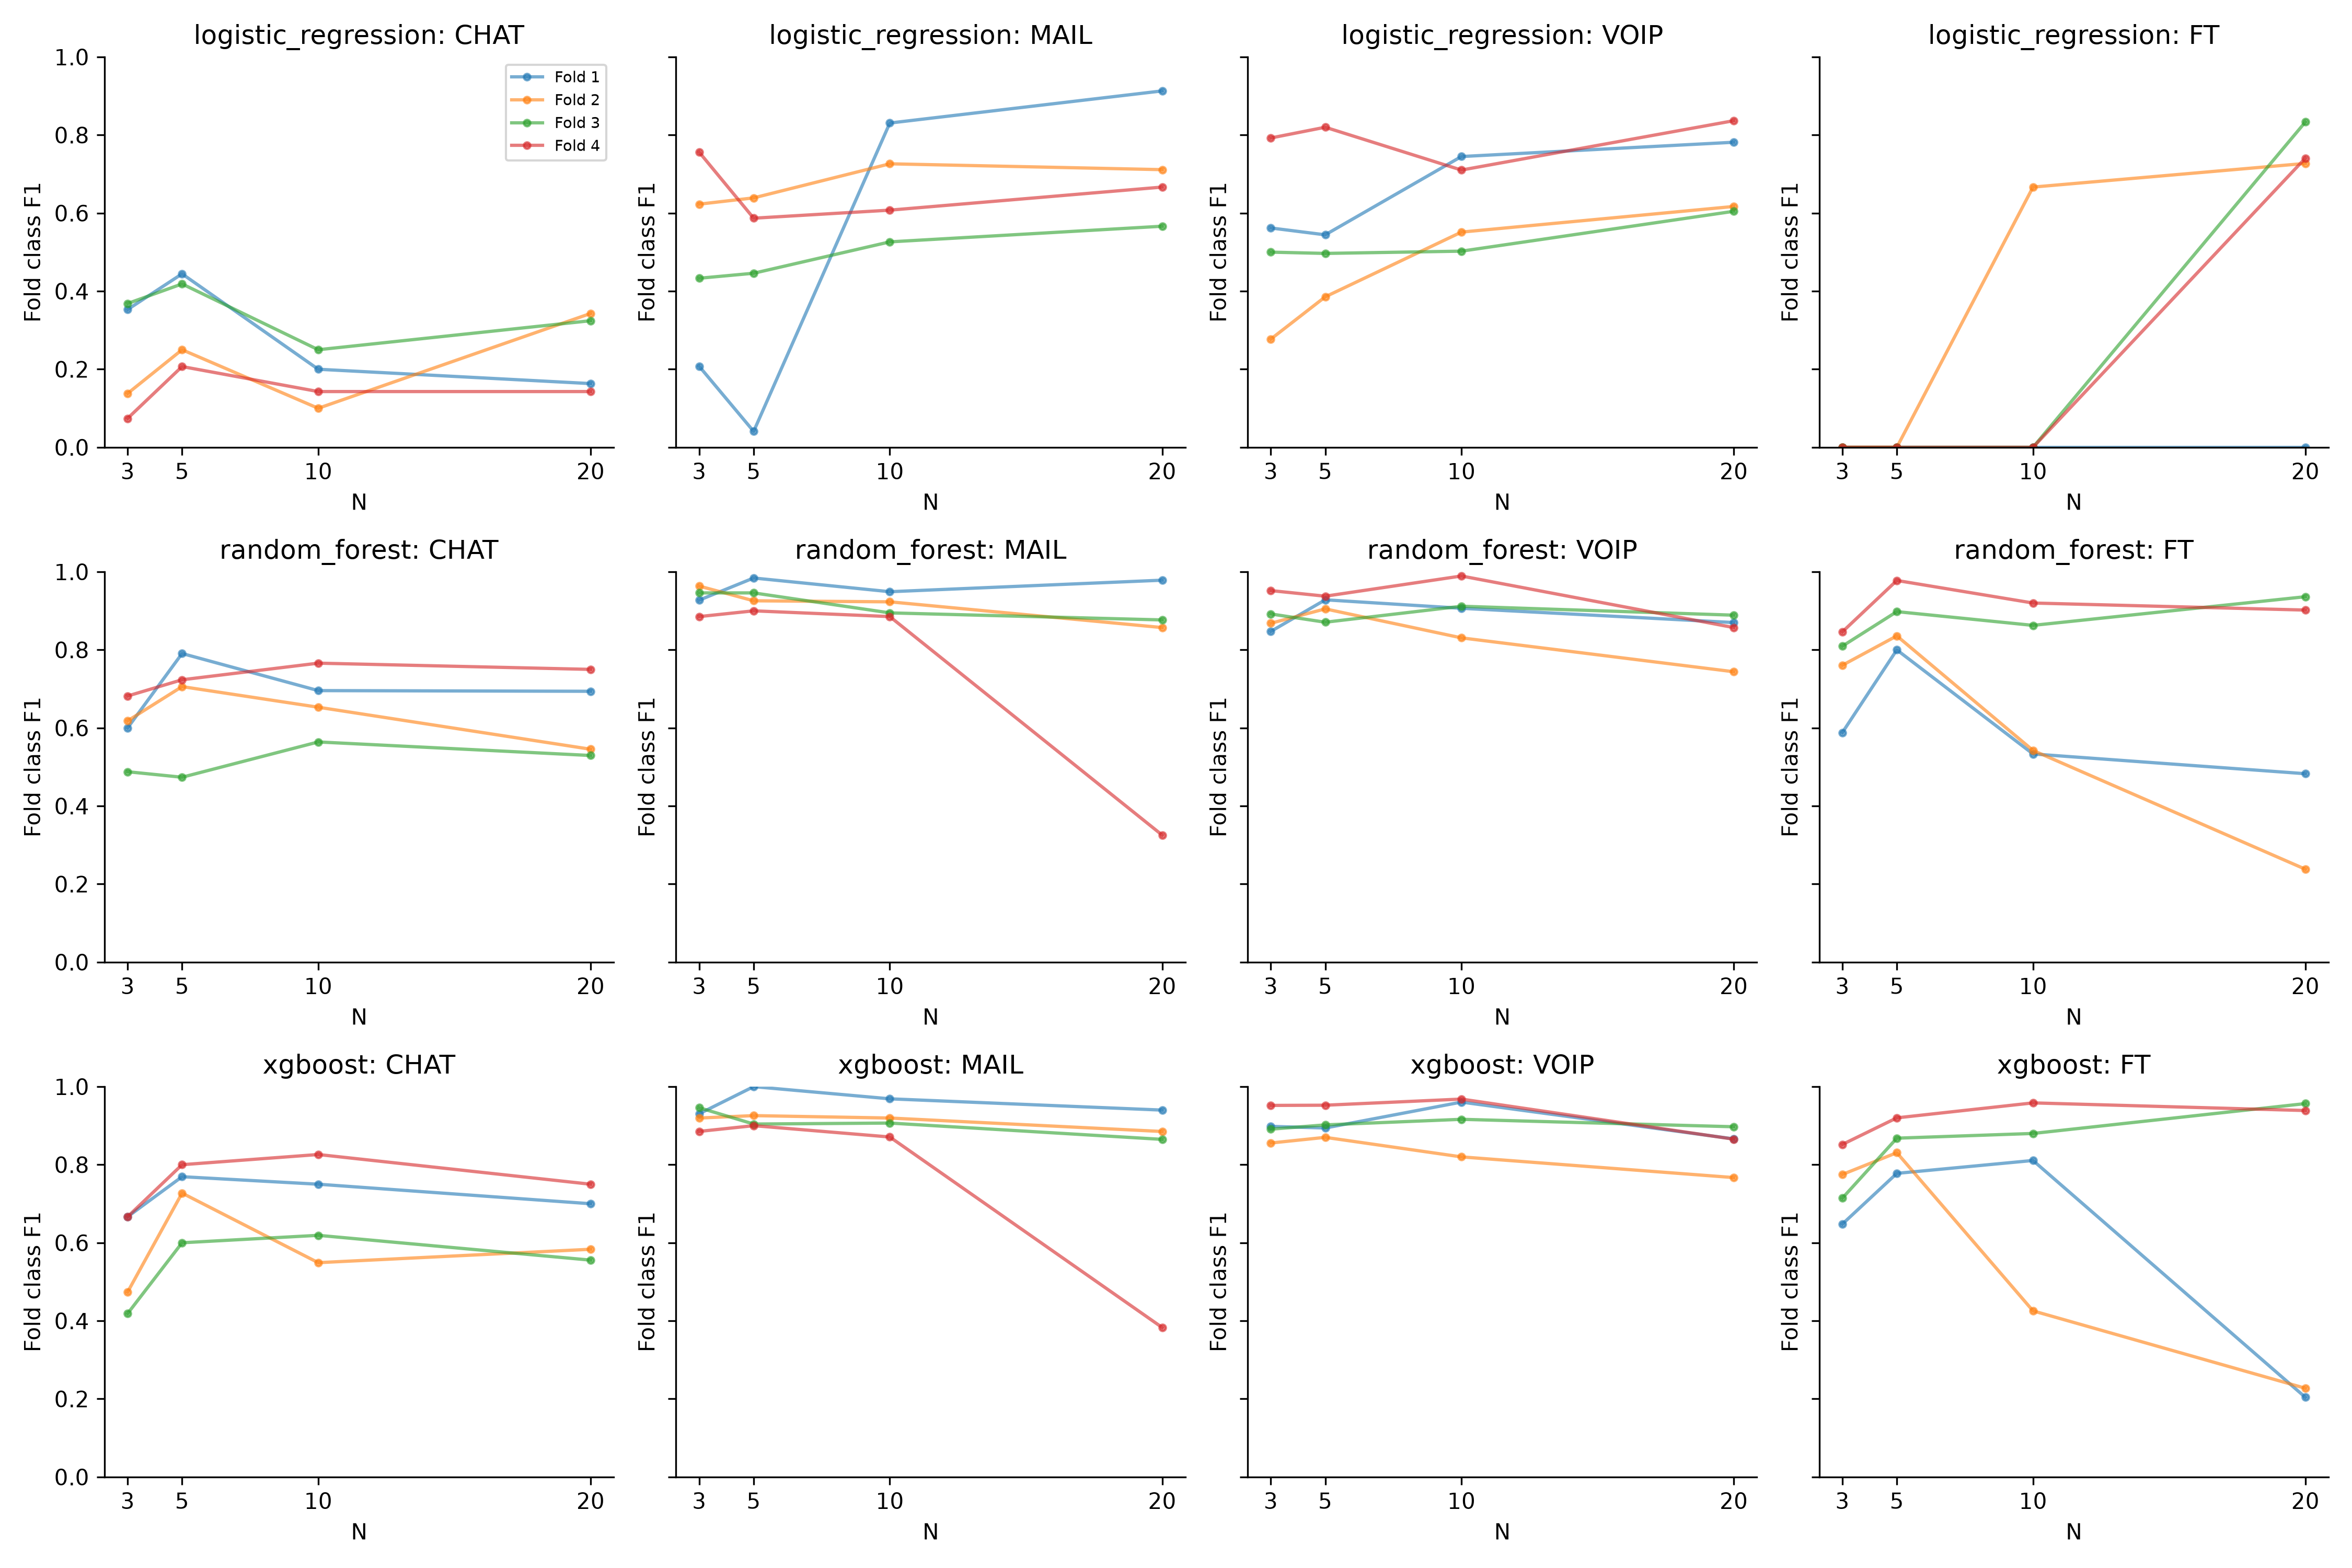 logistic_regression: CHAT
1.0
0.8
0.6
0.4
0.2
0.0
Fold class F1
3 5 10 20
N
Fold 1
Fold 2
Fold 3
Fold 4
logistic_regression: MAIL
Fold class F1
3 5 10 20
N
logistic_regression: VOIP
Fold class F1
3 5 10 20
N
logistic_regression: FT
Fold class F1
3 5 10 20
N
random_forest: CHAT
1.0
0.8
0.6
0.4
0.2
0.0
Fold class F1
3 5 10 20
N
random_forest: MAIL
Fold class F1
3 5 10 20
N
random_forest: VOIP
Fold class F1
3 5 10 20
N
random_forest: FT
Fold class F1
3 5 10 20
N
xgboost: CHAT
1.0
0.8
0.6
0.4
0.2
0.0
Fold class F1
3 5 10 20
N
xgboost: MAIL
Fold class F1
3 5 10 20
N
xgboost: VOIP
Fold class F1
3 5 10 20
N
xgboost: FT
Fold class F1
3 5 10 20
N